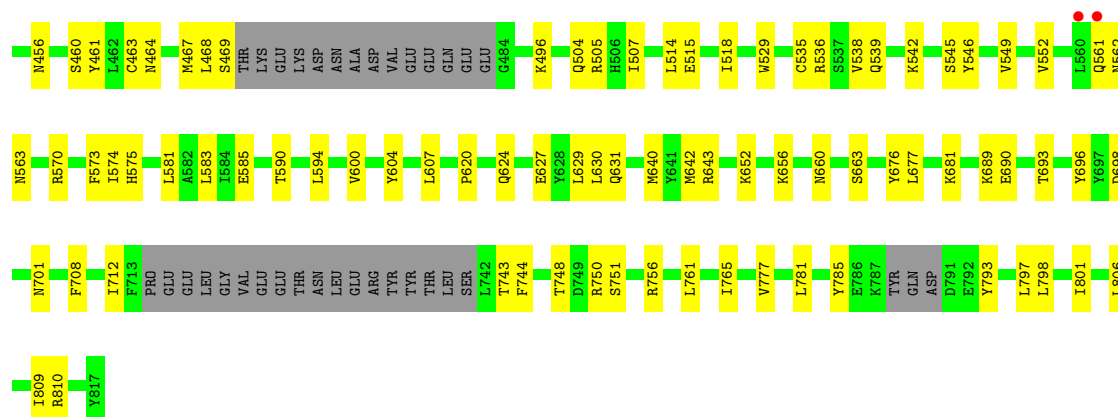 N456 S460 Y461 L462 C463 N464 M467 L468 S469 THR LYS GLU LYS ASP ASN ASN ALA ASP VAL GLU GLU GLN GLU GLU G484 K496 Q504 R505 H506 I507 L514 E515 I518 W529 C535 R536 S537 V538 Q539 K542 S545 Y546 V549 V552 L560 Q561 N562
N563 R570 F573 I574 H575 L581 A582 L583 I584 E585 T590 L594 V600 Y604 L607 P620 Q624 E627 Y628 L629 L630 Q631 M640 Y641 M642 R643 K652 K656 N660 S663 Y676 L677 K681 K689 E690 T693 Y696 Y697 D698
N701 F708 I712 F713 PRO GLU GLU LEU GLY VAL GLU GLU THR ASN LEU GLU ARG TYR TYR THR LEU SER L742 T743 F744 T748 D749 R750 S751 R756 L761 I765 V777 L781 Y785 E786 K787 TYR GLN ASP D791 E792 Y793 L797 L798 I801 L806
I809 R810 Y817